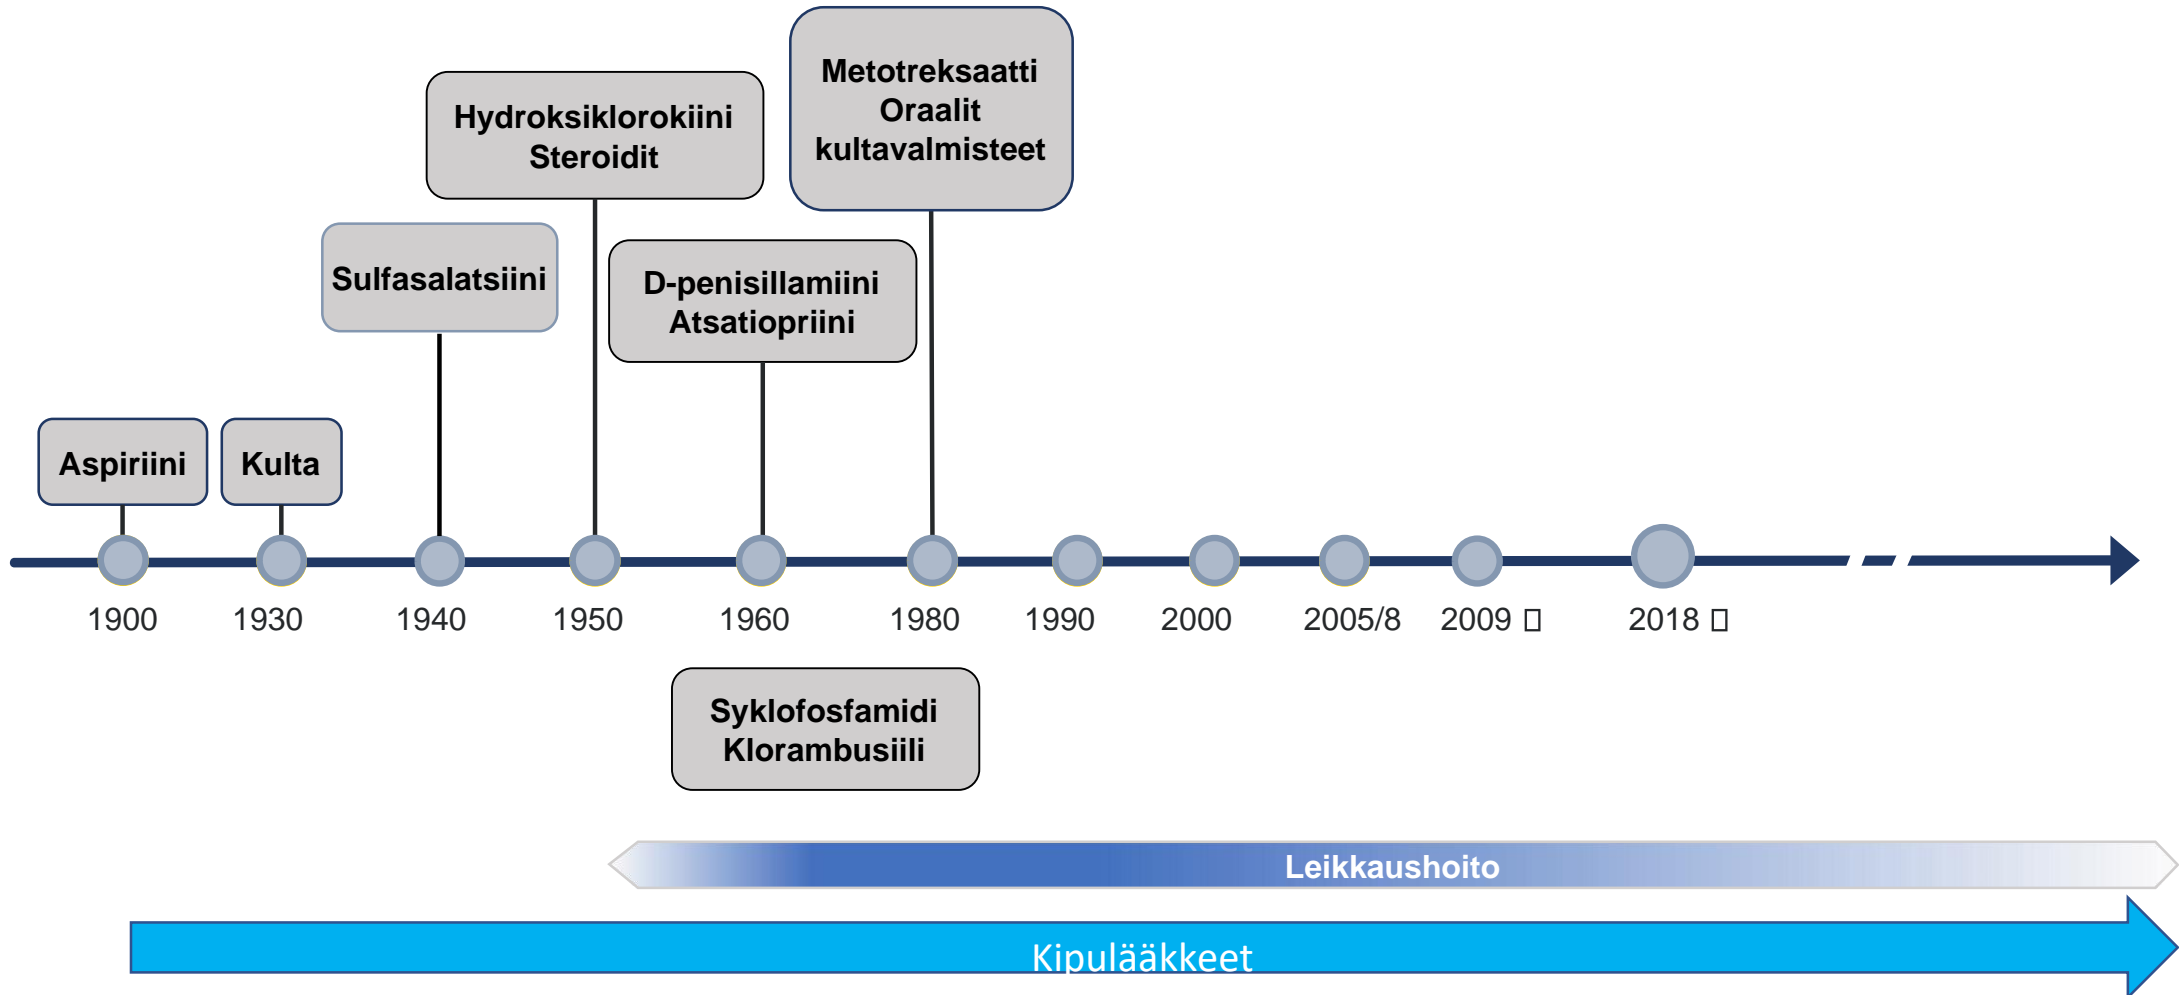 Metotreksaatti
Oraalit
kultavalmisteet
Hydroksiklorokiini
Steroidit
Sulfasalatsiini
D-penisillamiini
Atsatiopriini
Aspiriini
Kulta
1900
1930
1940
1950
1960
1980
1990
2000
2005/8
2009 
2018 
Syklofosfamidi
Klorambusiili
Leikkaushoito
Kipulääkkeet